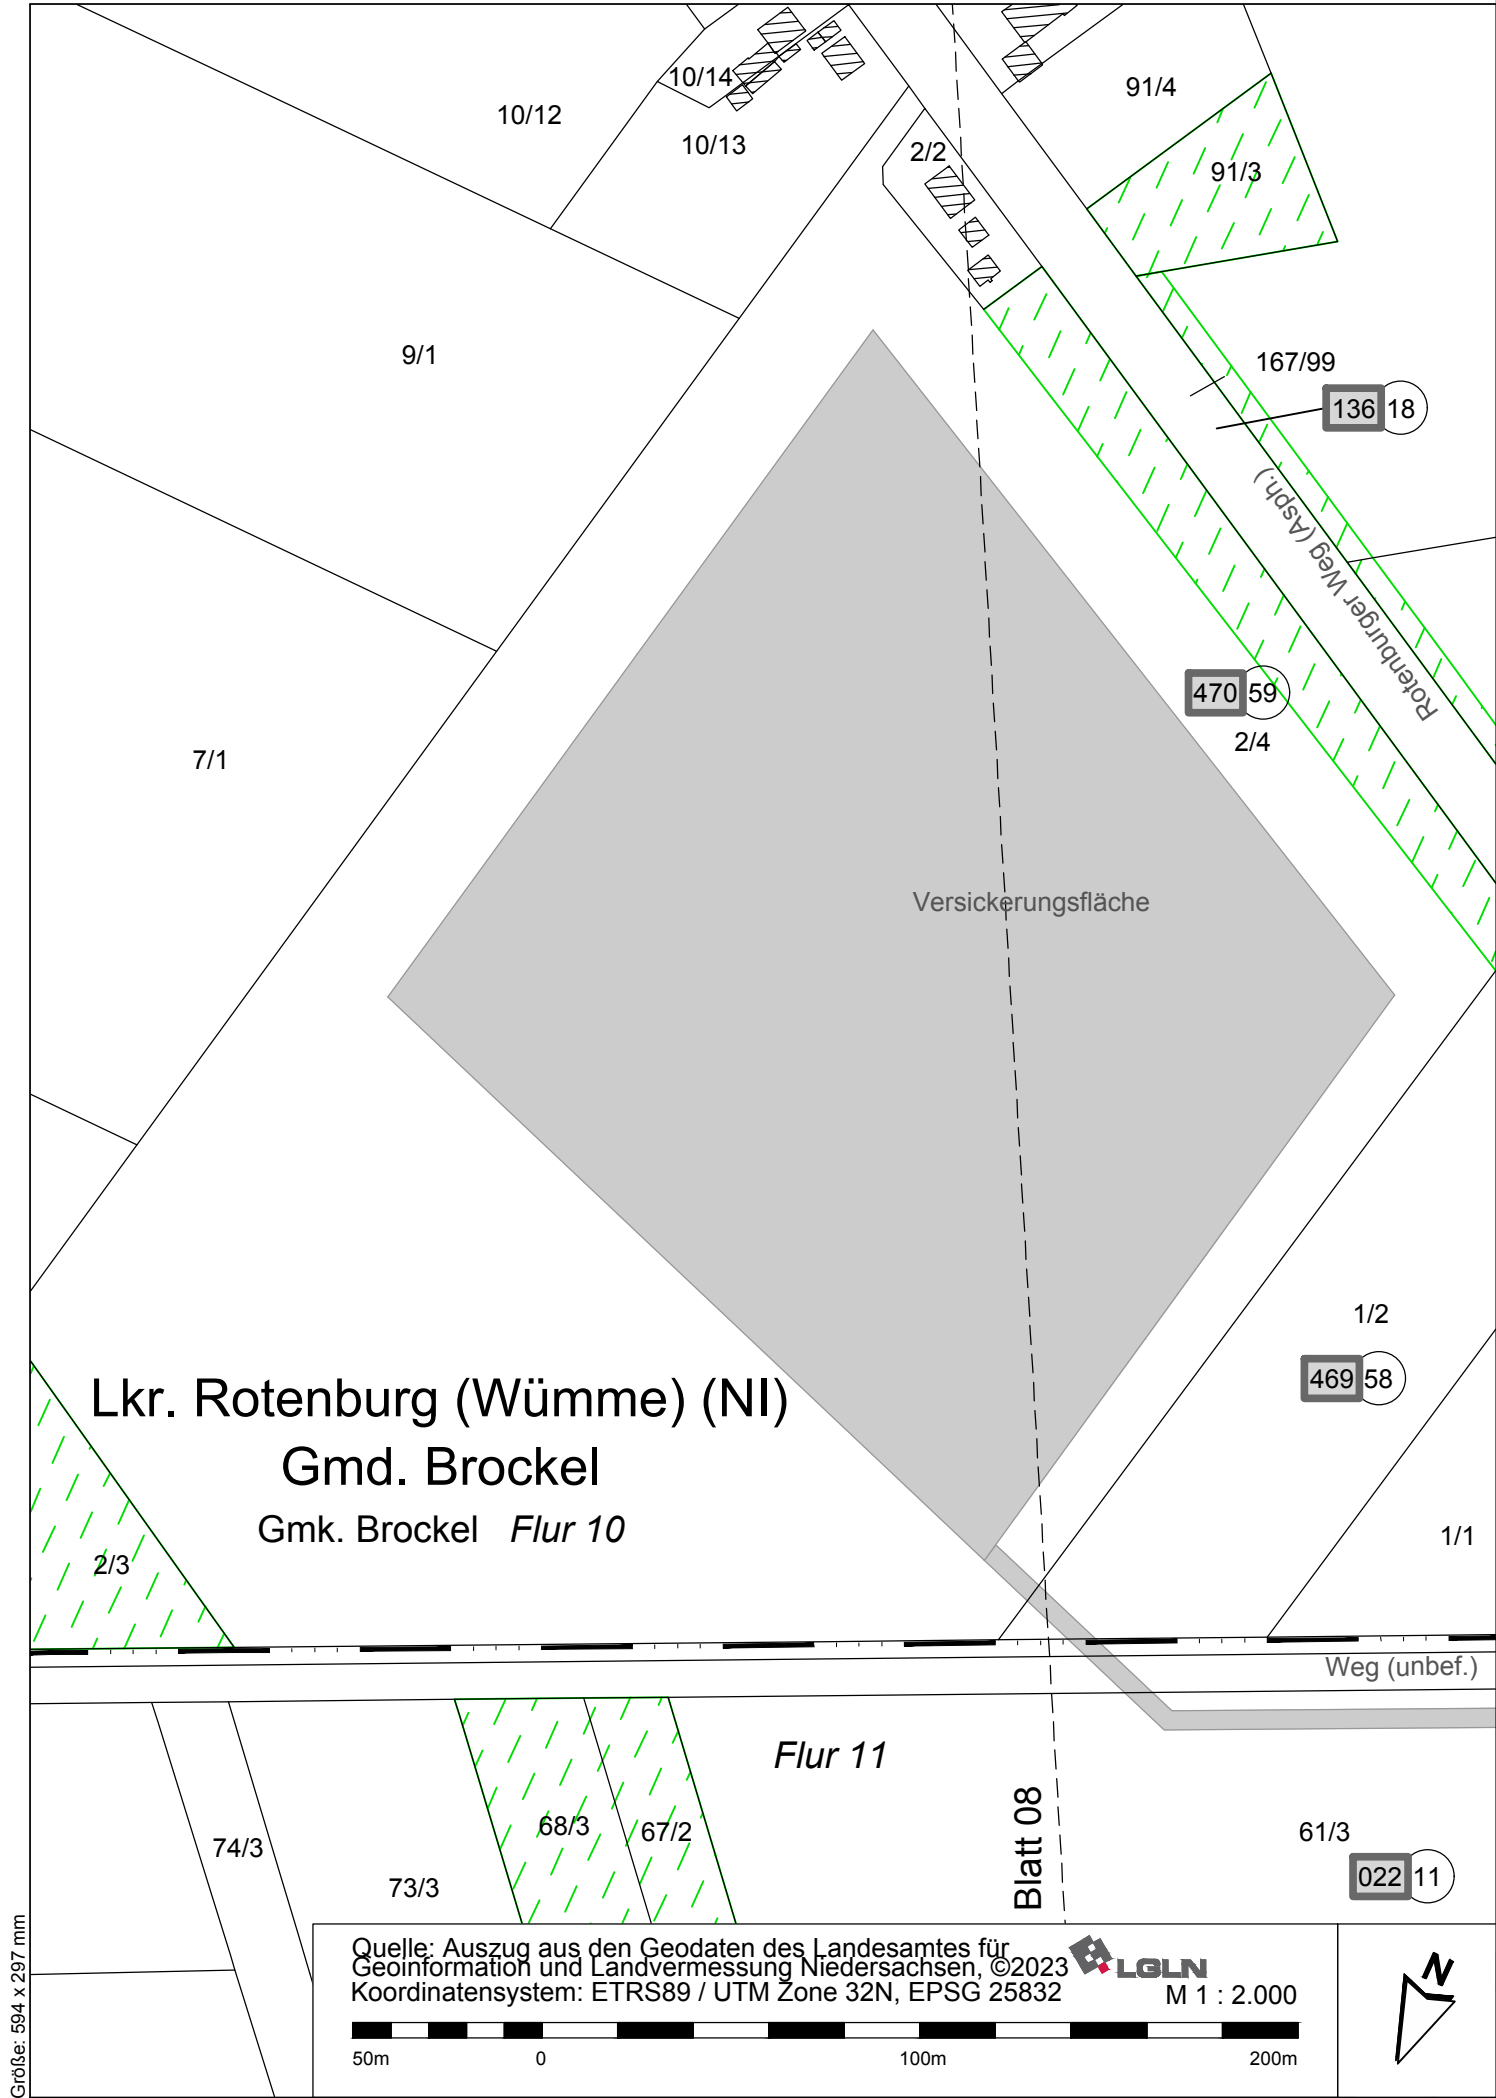 10/14
10/12
10/13
91/4
2/2
91/3
9/1
167/99
136 18
Rotenburger Weg (Asph.)
470 59
2/4
7/1
Versickerungsfläche
1/2
469 58
Lkr. Rotenburg (Wümme) (NI)
Gmd. Brockel
Gmk. Brockel Flur 10
1/1
2/3
Weg (unbef.)
Flur 11
Blatt 08
68/3
67/2
61/3
74/3
73/3
022 11
Größe: 594 x 297 mm
Quelle: Auszug aus den Geodaten des Landesamtes für
Geoinformation und Landvermessung Niedersachsen, ©2023
LGLN
Koordinatensystem: ETRS89 / UTM Zone 32N, EPSG 25832
M 1 : 2.000
50m 0 100m 200m
N